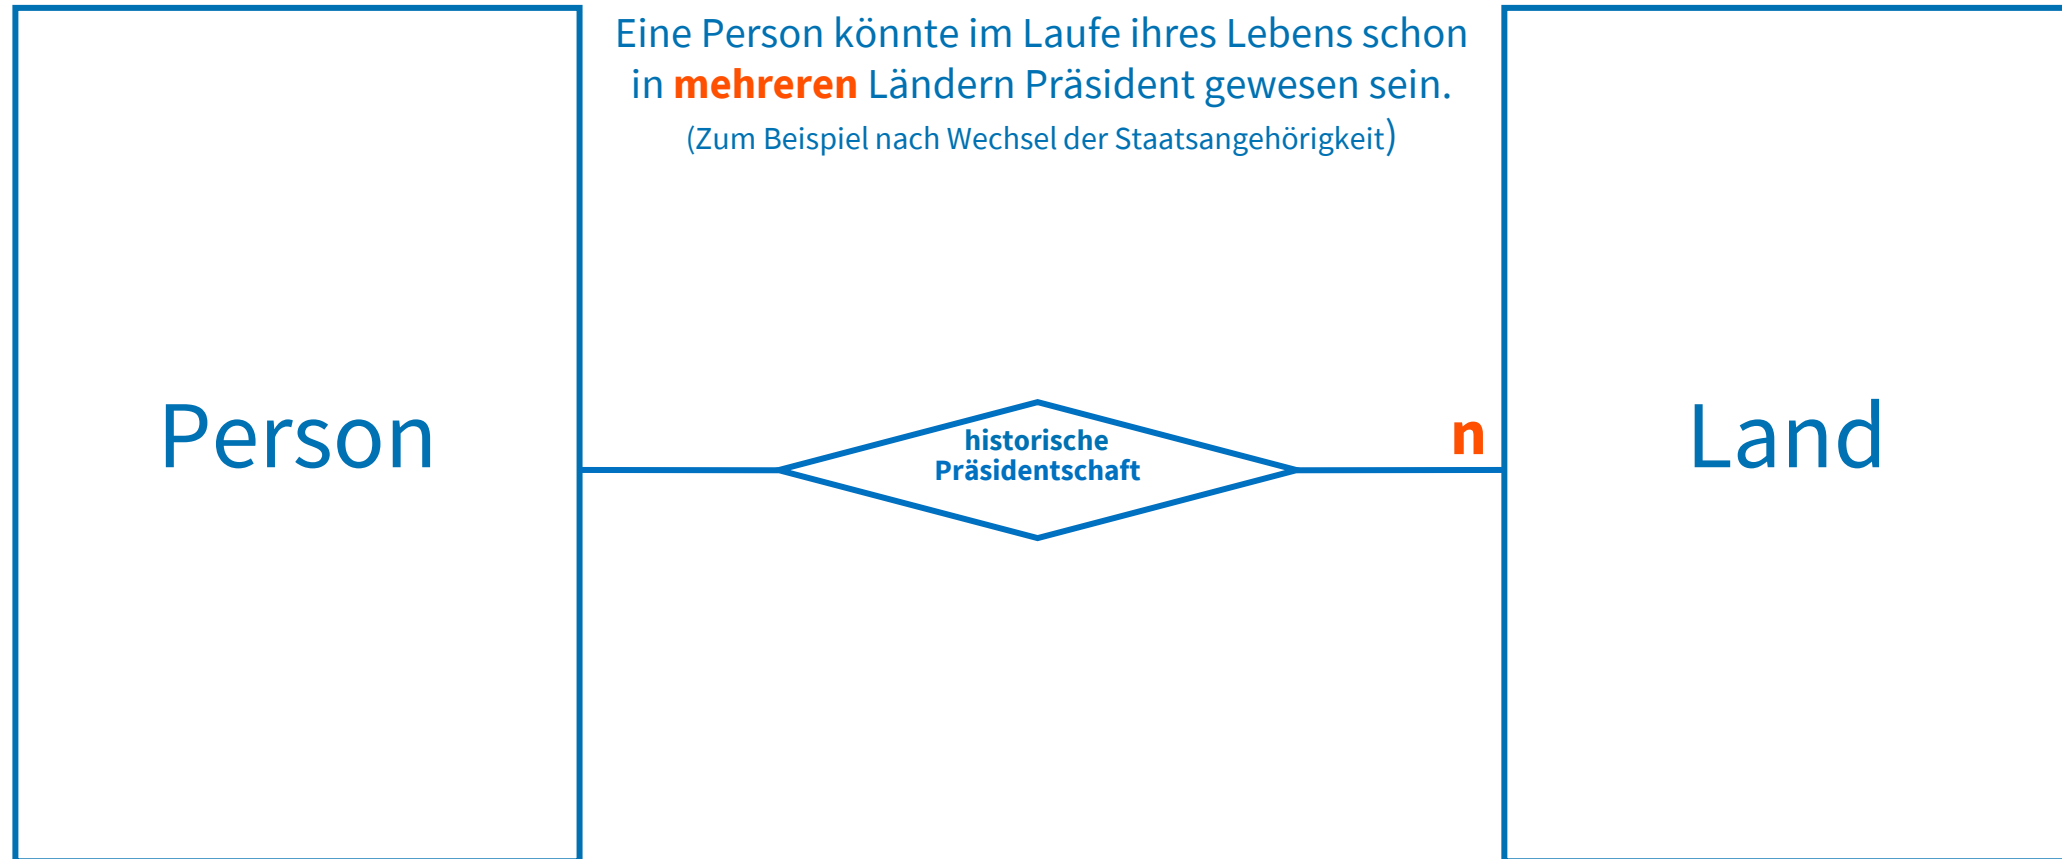 Eine Person könnte im Laufe ihres Lebens schon
in mehreren Ländern Präsident gewesen sein.
(Zum Beispiel nach Wechsel der Staatsangehörigkeit)
Person
historische
Präsidentschaft
n
Land